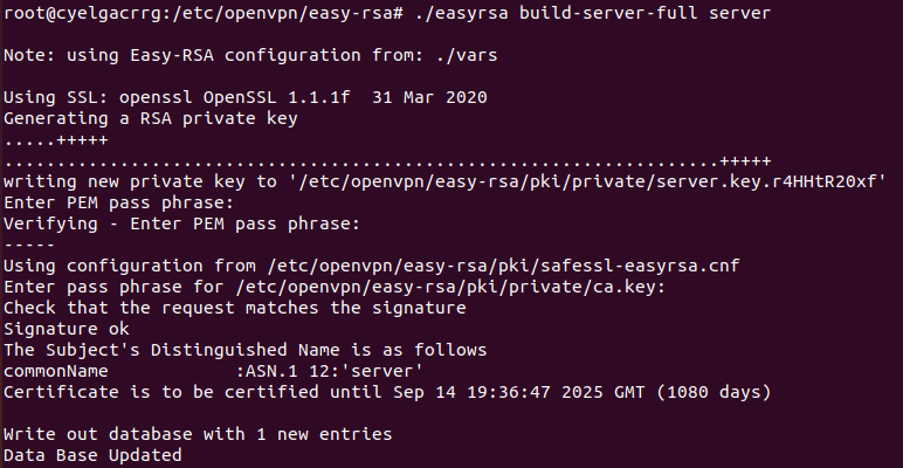 root@cyelgacrrg:/etc/openvpn/easy-rsa# ./easyrsa build-server-full server
Note: using Easy-RSA configuration from: ./vars
Using SSL: openssl OpenSSL 1.1.1f  31 Mar 2020
Generating a RSA private key
.....+++++
.....................................................................+++++
writing new private key to '/etc/openvpn/easy-rsa/pki/private/server.key.r4HHtR20xf'
Enter PEM pass phrase:
Verifying - Enter PEM pass phrase:
-----
Using configuration from /etc/openvpn/easy-rsa/pki/safessl-easyrsa.cnf
Enter pass phrase for /etc/openvpn/easy-rsa/pki/private/ca.key:
Check that the request matches the signature
Signature ok
The Subject's Distinguished Name is as follows
commonName            :ASN.1 12:'server'
Certificate is to be certified until Sep 14 19:36:47 2025 GMT (1080 days)
Write out database with 1 new entries
Data Base Updated